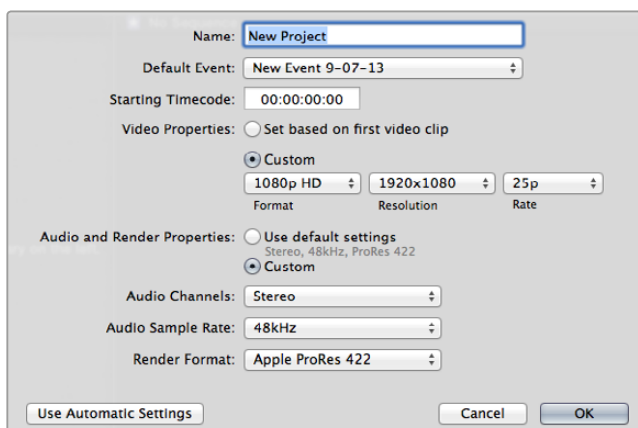 Name: New Project
Default Event: New Event 9-07-13
Starting Timecode: 00:00:00:00
Video Properties: Set based on first video clip
Custom
1080p HD 1920x1080 25p
Format Resolution Rate
Audio and Render Properties: Use default settings
Stereo, 48kHz, ProRes 422
Custom
Audio Channels: Stereo
Audio Sample Rate: 48kHz
Render Format: Apple ProRes 422
Use Automatic Settings Cancel OK